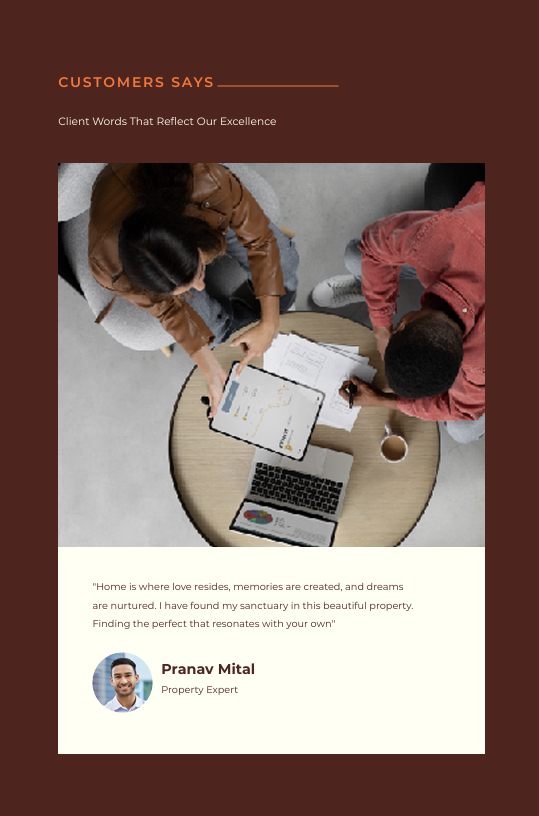 CUSTOMERS SAYS
Client Words That Reflect Our Excellence
"Home is where love resides, memories are created, and dreams
are nurtured. I have found my sanctuary in this beautiful property.
Finding the perfect that resonates with your own"
Pranav Mital
Property Expert